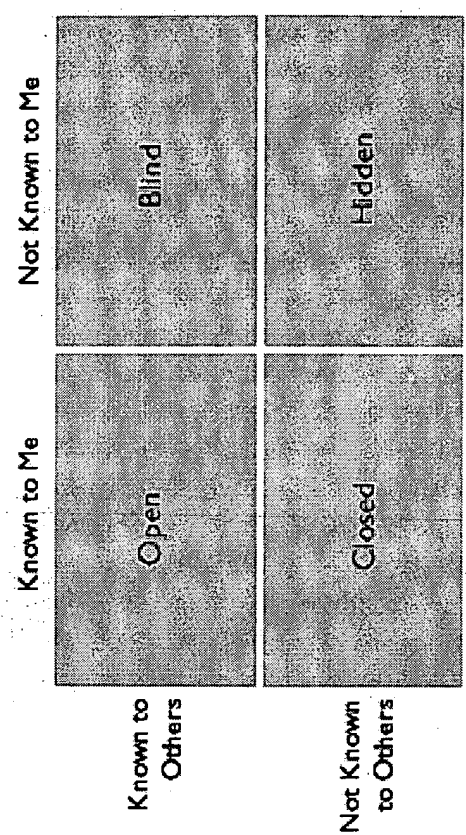 Known to Me
Not Known to Me
Known to
Others
Open
Blind
Not Known
to Others
Closed
Hidden